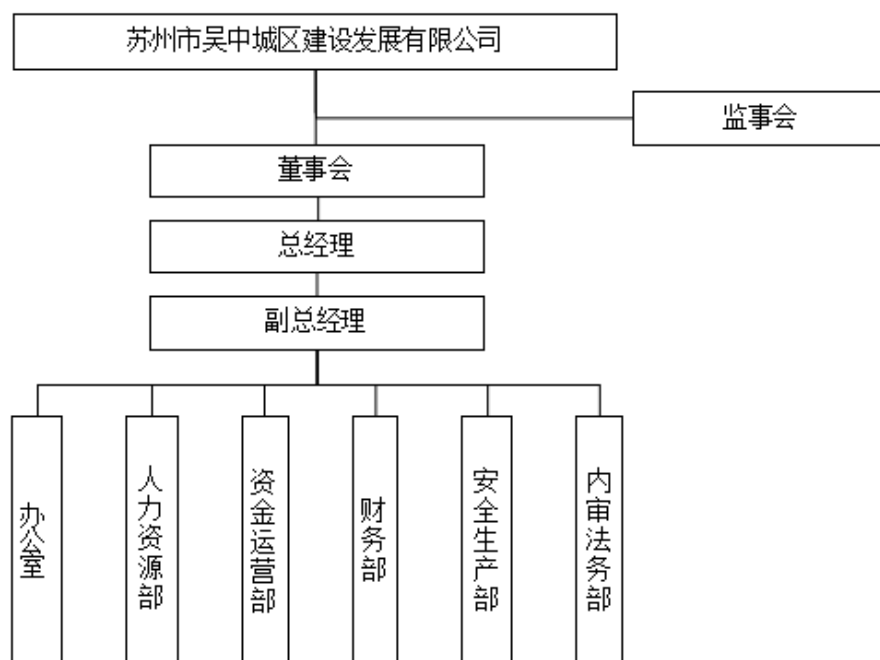 苏州市吴中城区建设发展有限公司
监事会
董事会
总经理
副总经理
办公室
人力资源部
资金运营部
财务部
安全生产部
内审法务部